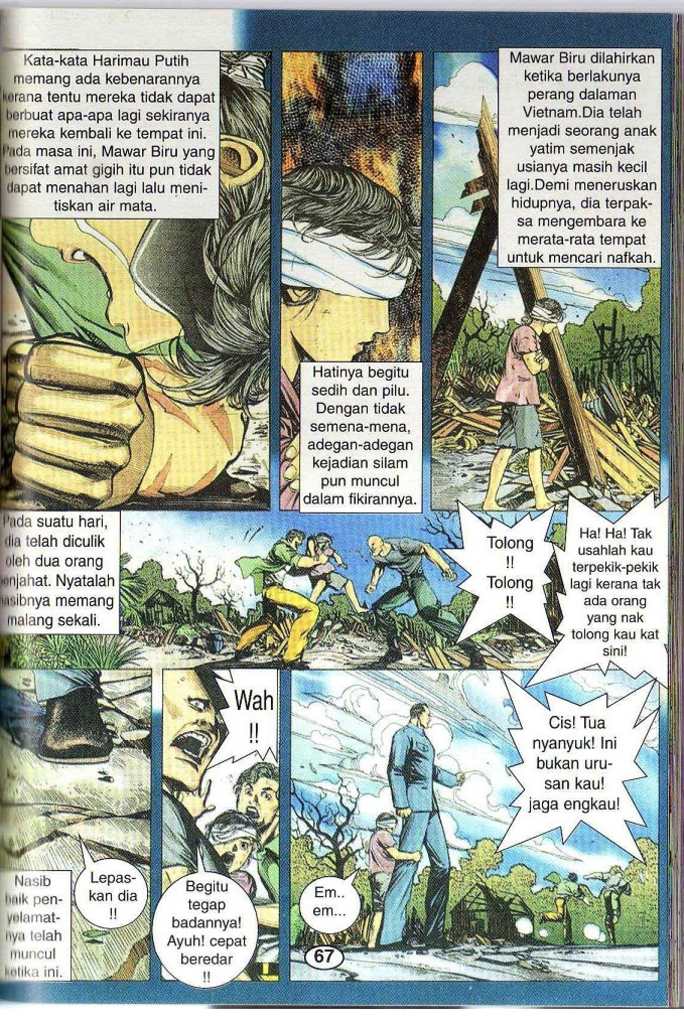 Kata-kata Harimau Putih
memang ada kebenarannya
kerana tentu mereka tidak dapat
berbuat apa-apa lagi sekiranya
mereka kembali ke tempat ini.
Pada masa ini, Mawar Biru yang
bersifat amat gigih itu pun tidak
dapat menahan lagi lalu meni-
tiskan air mata.
Hatinya begitu
sedih dan pilu.
Dengan tidak
semena-mena,
adegan-adegan
kejadian silam
pun muncul
dalam fikirannya.
Mawar Biru dilahirkan
ketika berlakunya
perang dalaman
Vietnam.Dia telah
menjadi seorang anak
yatim semenjak
usianya masih kecil
lagi.Demi meneruskan
hidupnya, dia terpak-
sa mengembara ke
merata-rata tempat
untuk mencari nafkah.
Pada suatu hari,
dia telah diculik
oleh dua orang
penjahat. Nyatalah
nasibnya memang
malang sekali.
Tolong
!!
Tolong
!!
Ha! Ha! Tak
usahlah kau
terpekik-pekik
lagi kerana tak
ada orang
yang nak
tolong kau kat
sini!
Nasib
baik pen-
yelamat-
nya telah
muncul
ketika ini.
Lepas-
kan dia
!!
Wah
!!
Begitu
tegap
badannya!
Ayuh! cepat
beredar
!!
Em..
em...
Cis! Tua
nyanyuk! Ini
bukan uru-
san kau!
jaga engkau!
67